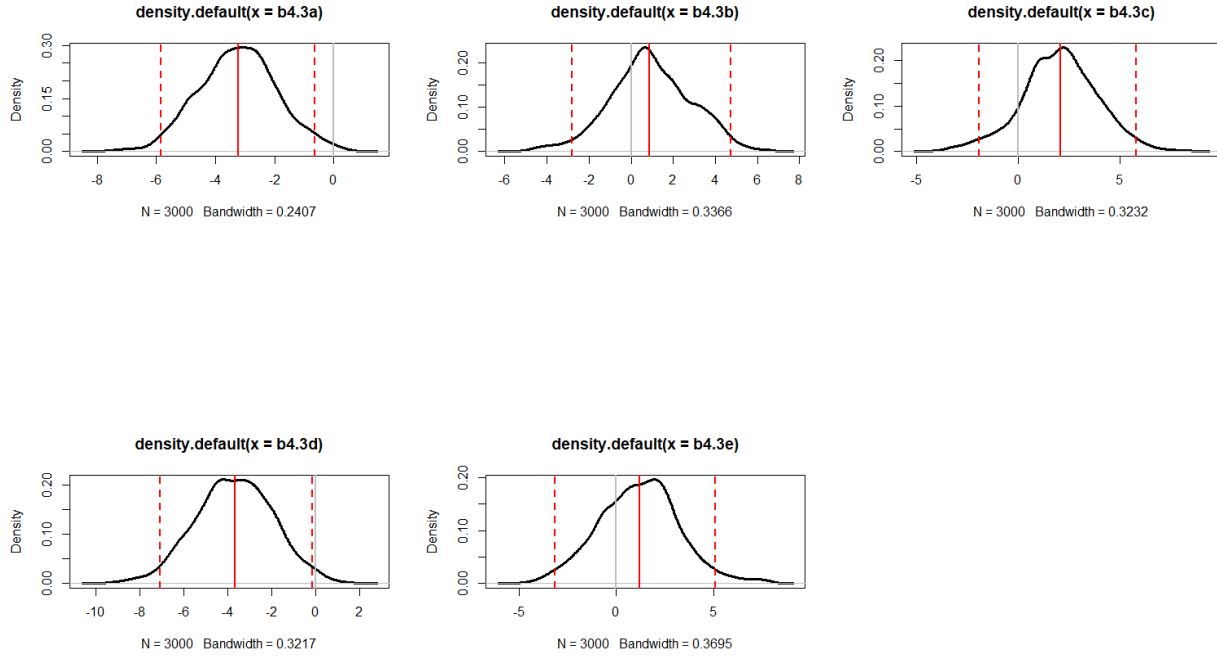 density.default(x = b4.3a)
Density
0.00 0.15 0.30
-8 -6 -4 -2 0
N = 3000 Bandwidth = 0.2407
density.default(x = b4.3b)
Density
0.00 0.10 0.20
-6 -4 -2 0 2 4 6 8
N = 3000 Bandwidth = 0.3366
density.default(x = b4.3c)
Density
0.00 0.10 0.20
-5 0 5
N = 3000 Bandwidth = 0.3232
density.default(x = b4.3d)
Density
0.00 0.10 0.20
-10 -8 -6 -4 -2 0 2
N = 3000 Bandwidth = 0.3217
density.default(x = b4.3e)
Density
0.00 0.10 0.20
-5 0 5
N = 3000 Bandwidth = 0.3695